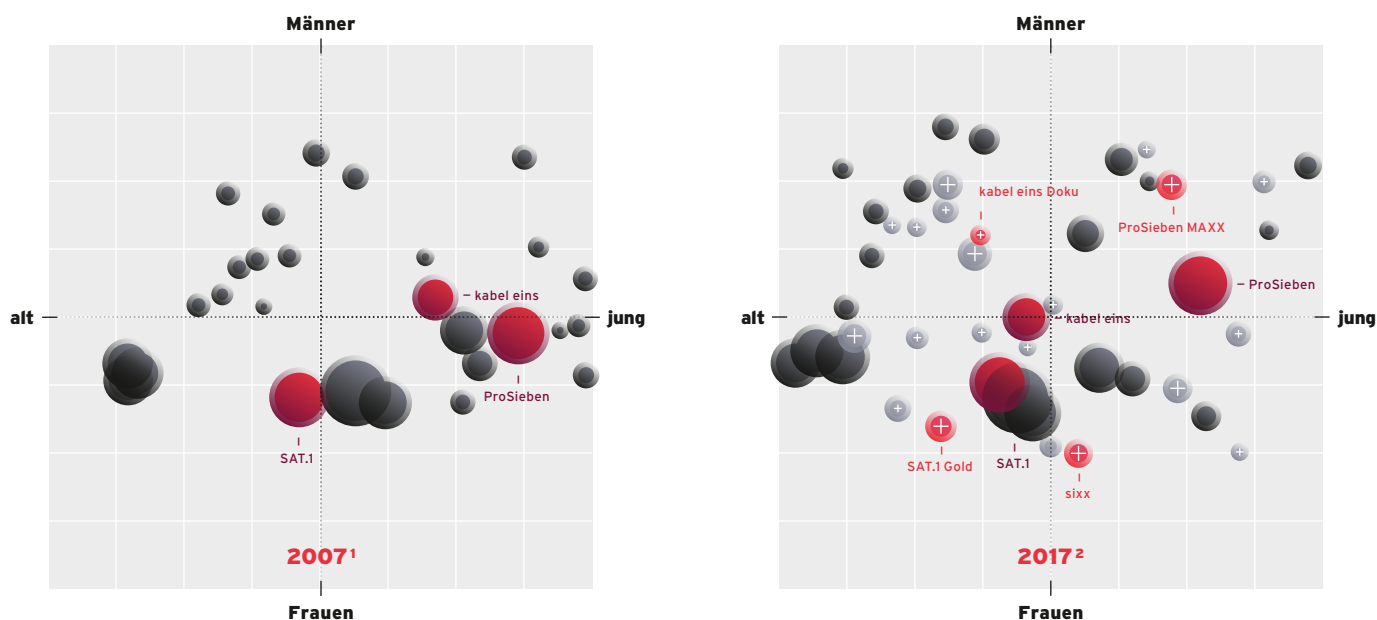 Männer
alt
jung
– kabel eins
ProSieben
SAT.1
2007¹
Frauen
Männer
alt
jung
kabel eins Doku
ProSieben MAXX
– ProSieben
– kabel eins
SAT.1 Gold
SAT.1
sixx
2017²
Frauen